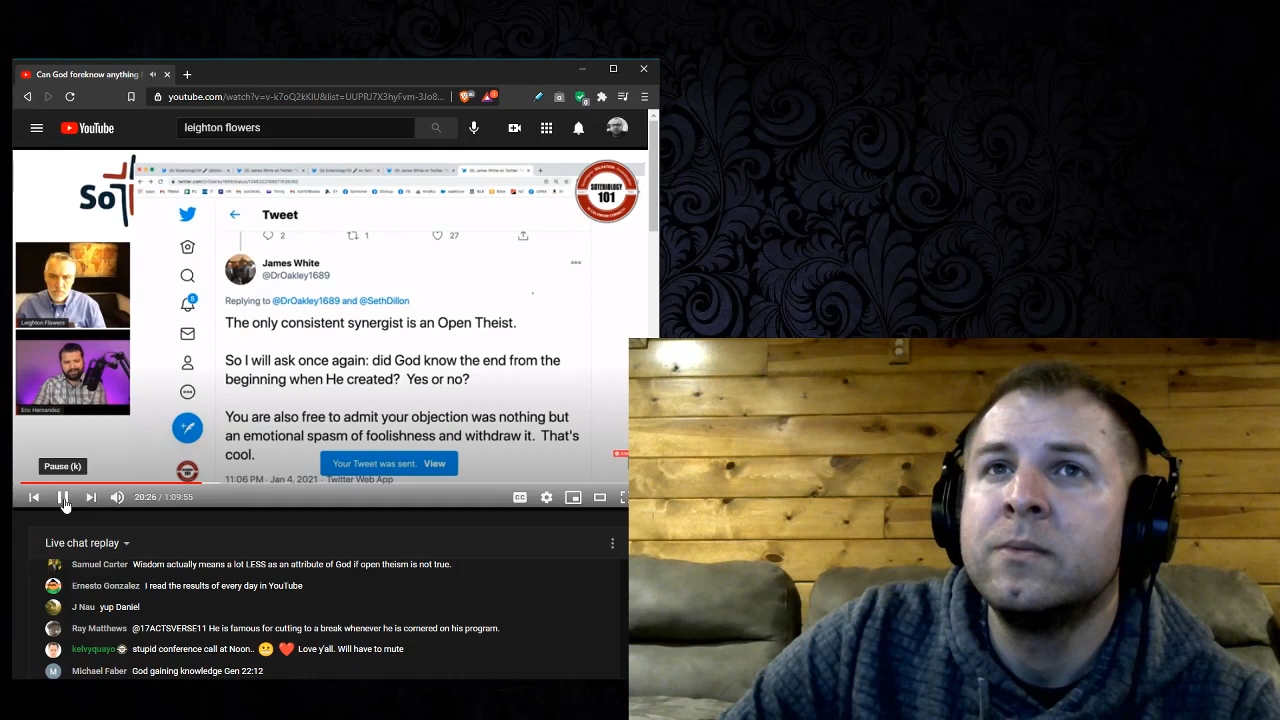 Can God foreknow anything
youtube.com/watch?v=v-k7oQ2kKlU&list=UUPRJ7X3hyFvm-3Jo8...
YouTube
leighton flowers
SOTERIOLOGY
101
Tweet
2
1
27
James White
@DrOakley1689
Replying to @DrOakley1689 and @SethDillon
The only consistent synergist is an Open Theist.
So I will ask once again: did God know the end from the
beginning when He created? Yes or no?
You are also free to admit your objection was nothing but
an emotional spasm of foolishness and withdraw it. That's
cool.
Your Tweet was sent. View
11:06 PM · Jan 4, 2021 · Twitter Web App
Leighton Flowers
Eric Hernandez
Pause (k)
20:26 / 1:09:55
CC
Live chat replay
Samuel Carter Wisdom actually means a lot LESS as an attribute of God if open theism is not true.
Ernesto Gonzalez I read the results of every day in YouTube
J Nau yup Daniel
Ray Matthews @17ACTSVERSE11 He is famous for cutting to a break whenever he is cornered on his program.
kelvyquayo stupid conference call at Noon.. Love y'all. Will have to mute
M Michael Faber God gaining knowledge Gen 22:12